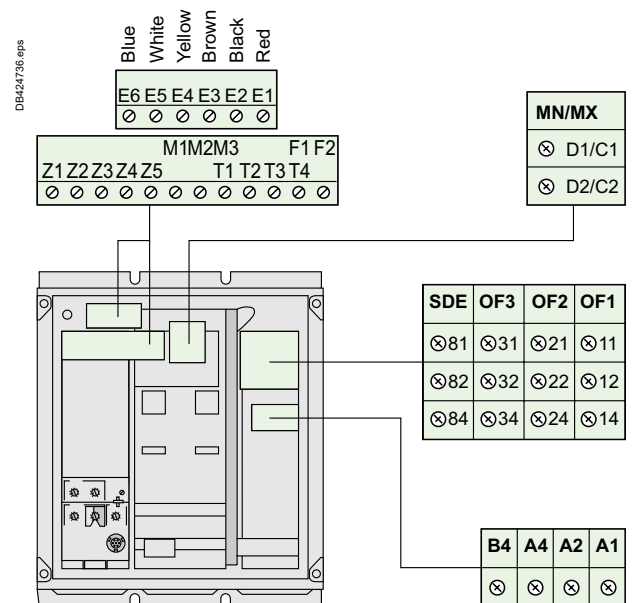 DB424736.eps
Blue
White
Yellow
Brown
Black
Red
E6 E5 E4 E3 E2 E1
M1M2M3 F1 F2
Z1 Z2 Z3 Z4 Z5 T1 T2 T3 T4
MN/MX
D1/C1
D2/C2
SDE OF3 OF2 OF1
81 31 21 11
82 32 22 12
84 34 24 14
B4 A4 A2 A1